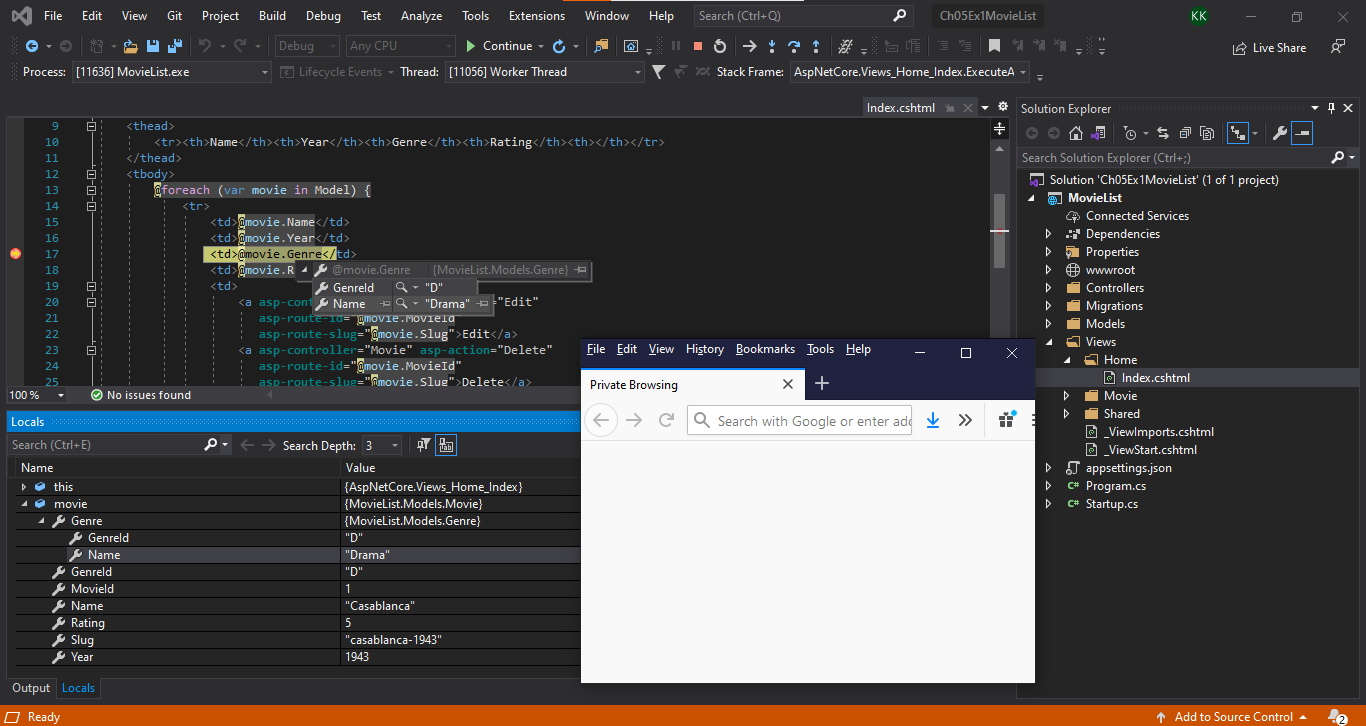 File Edit View Git Project Build Debug Test Analyze Tools Extensions Window Help Search (Ctrl+Q) Ch05Ex1MovieList KK
Debug Any CPU Continue Live Share
Process: [11636] MovieList.exe Lifecycle Events Thread: [11056] Worker Thread Stack Frame: AspNetCore.Views_Home_Index.ExecuteA
Index.cshtml
9 <thead>
10 <tr><th>Name</th><th>Year</th><th>Genre</th><th>Rating</th><th></th></tr>
11 </thead>
12 <tbody>
13 @foreach (var movie in Model) {
14 <tr>
15 <td>@movie.Name</td>
16 <td>@movie.Year</td>
17 <td>@movie.Genre</td>
18 <td>@movie.R
@movie.Genre {MovieList.Models.Genre}
GenreId "D"
Name "Drama"
19 <td>
20 <a asp-cont ="Edit"
21 asp-route-id="@movie.MovieId
22 asp-route-slug="@movie.Slug">Edit</a>
23 <a asp-controller="Movie" asp-action="Delete"
24 asp-route-id="@movie.MovieId"
25 asp-route-slug="@movie.Slug">Delete</a>
100 % No issues found
Locals
Search (Ctrl+E) Search Depth: 3
Name Value
this {AspNetCore.Views_Home_Index}
movie {MovieList.Models.Movie}
Genre {MovieList.Models.Genre}
GenreId "D"
Name "Drama"
GenreId "D"
MovieId 1
Name "Casablanca"
Rating 5
Slug "casablanca-1943"
Year 1943
Output Locals
File Edit View History Bookmarks Tools Help
Private Browsing
Search with Google or enter add
Solution Explorer
Search Solution Explorer (Ctrl+;)
Solution 'Ch05Ex1MovieList' (1 of 1 project)
MovieList
Connected Services
Dependencies
Properties
wwwroot
Controllers
Migrations
Models
Views
Home
Index.cshtml
Movie
Shared
_ViewImports.cshtml
_ViewStart.cshtml
appsettings.json
C# Program.cs
C# Startup.cs
Ready Add to Source Control 2